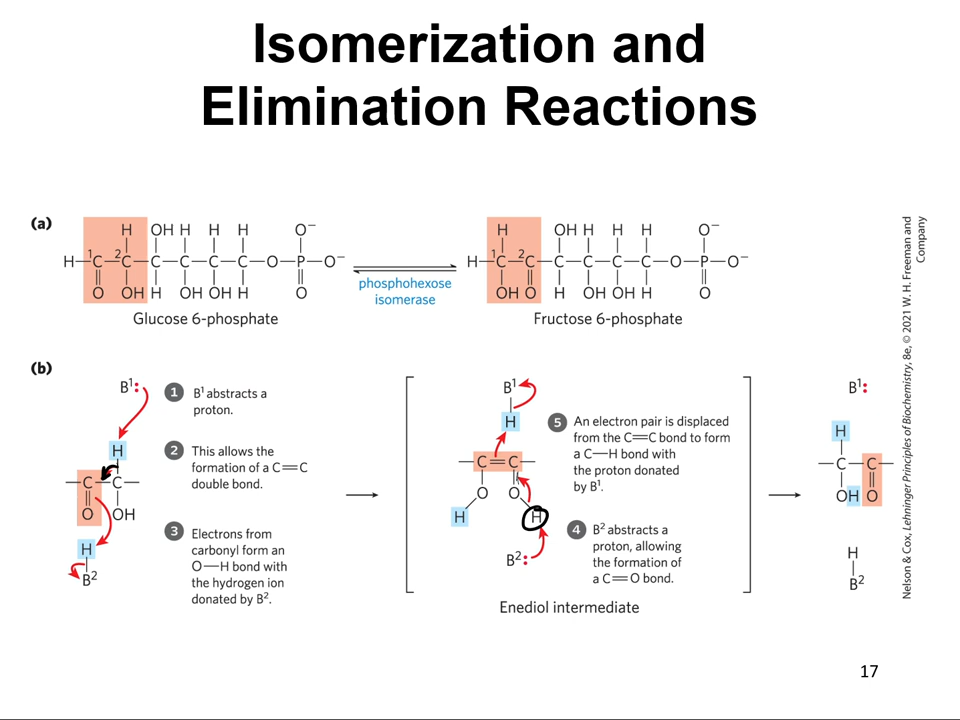 Isomerization and
Elimination Reactions
(a)
H OH H H H O⁻
H—¹C—²C—C—C—C—C—O—P—O⁻
O OH H OH OH H O
Glucose 6-phosphate
phosphohexose
isomerase
H OH H H H O⁻
H—¹C—²C—C—C—C—C—O—P—O⁻
OH O H OH OH H O
Fructose 6-phosphate
(b)
B¹:
H
—C—C—
O OH
H
B²
1 B¹ abstracts a
proton.
2 This allows the
formation of a C=C
double bond.
3 Electrons from
carbonyl form an
O—H bond with
the hydrogen ion
donated by B².
B¹
H
—C=C—
O O
H H
B²:
5 An electron pair is displaced
from the C=C bond to form
a C—H bond with
the proton donated
by B¹.
4 B² abstracts a
proton, allowing
the formation of
a C=O bond.
Enediol intermediate
B¹:
H
—C—C—
OH O
H
B²
Nelson & Cox, Lehninger Principles of Biochemistry, 8e, © 2021 W. H. Freeman and
Company
17